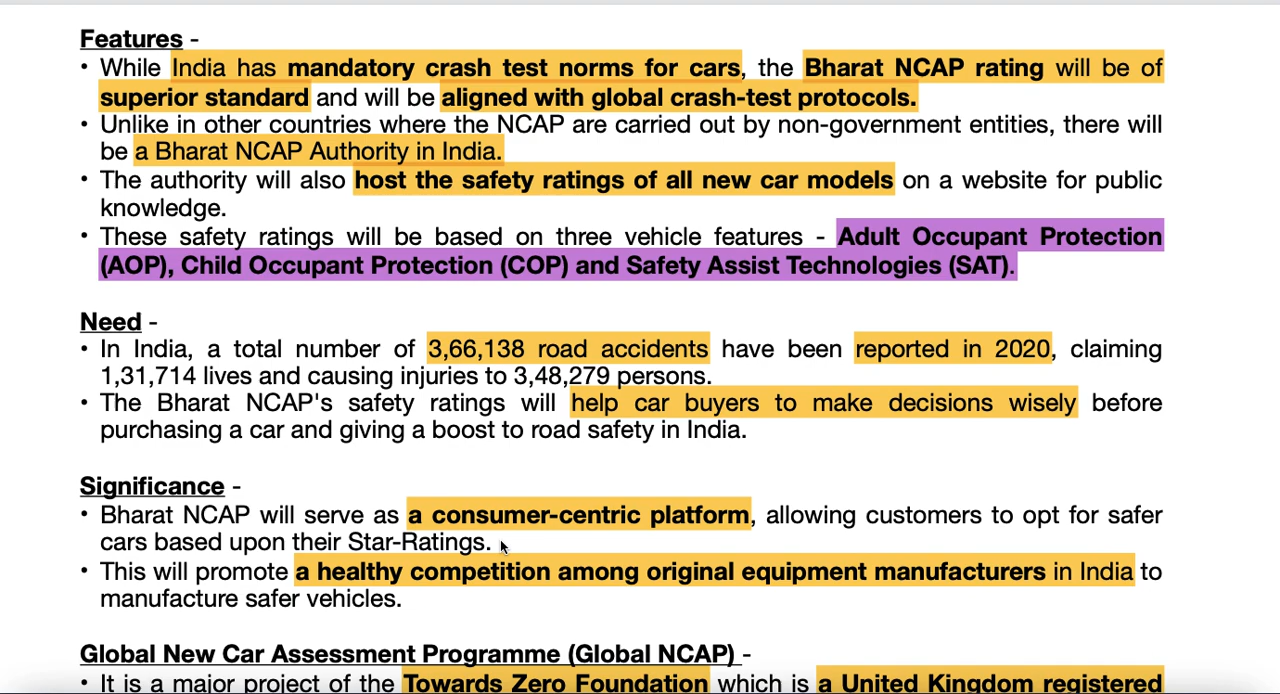 Features -
• While India has mandatory crash test norms for cars, the Bharat NCAP rating will be of
superior standard and will be aligned with global crash-test protocols.
• Unlike in other countries where the NCAP are carried out by non-government entities, there will
be a Bharat NCAP Authority in India.
• The authority will also host the safety ratings of all new car models on a website for public
knowledge.
• These safety ratings will be based on three vehicle features - Adult Occupant Protection
(AOP), Child Occupant Protection (COP) and Safety Assist Technologies (SAT).
Need -
• In India, a total number of 3,66,138 road accidents have been reported in 2020, claiming
1,31,714 lives and causing injuries to 3,48,279 persons.
• The Bharat NCAP's safety ratings will help car buyers to make decisions wisely before
purchasing a car and giving a boost to road safety in India.
Significance -
• Bharat NCAP will serve as a consumer-centric platform, allowing customers to opt for safer
cars based upon their Star-Ratings.
• This will promote a healthy competition among original equipment manufacturers in India to
manufacture safer vehicles.
Global New Car Assessment Programme (Global NCAP) -
• It is a major project of the Towards Zero Foundation which is a United Kingdom registered